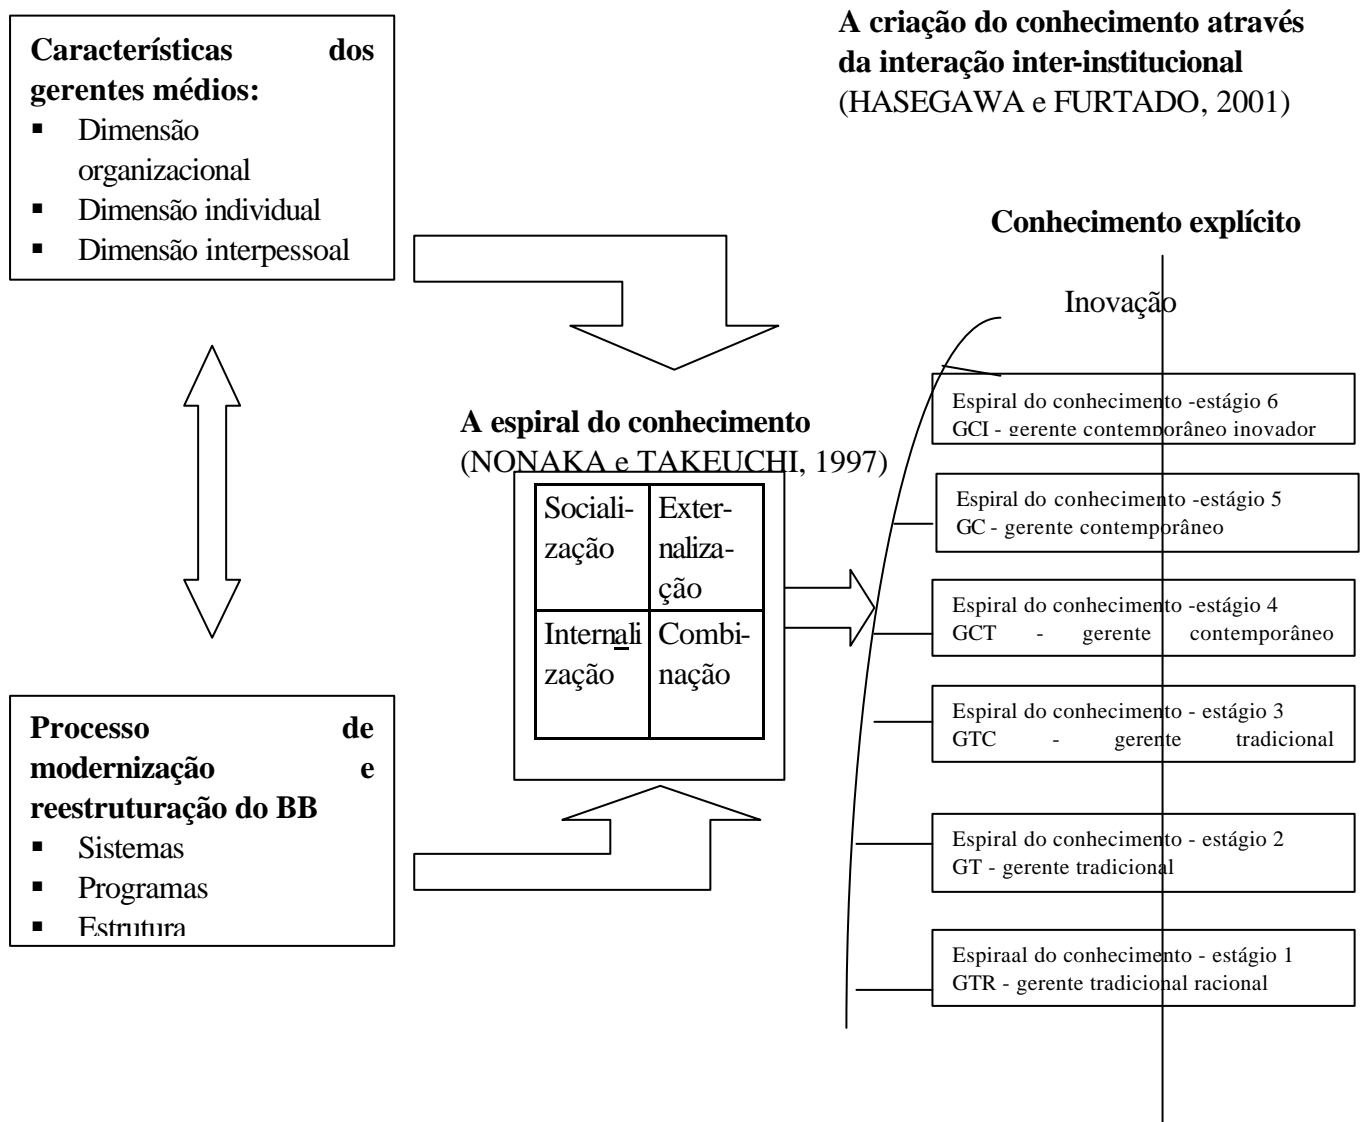 Características dos
gerentes médios:
▪ Dimensão
organizacional
▪ Dimensão individual
▪ Dimensão interpessoal
A criação do conhecimento através
da interação inter-institucional
(HASEGAWA e FURTADO, 2001)
Conhecimento explícito
Inovação
A espiral do conhecimento
(NONAKA e TAKEUCHI, 1997)
Sociali-
zação
Exter-
naliza-
ção
Internali
zação
Combi-
nação
Processo de
modernização e
reestruturação do BB
▪ Sistemas
▪ Programas
▪ Estrutura
Espiral do conhecimento -estágio 6
GCI - gerente contemporâneo inovador
Espiral do conhecimento -estágio 5
GC - gerente contemporâneo
Espiral do conhecimento -estágio 4
GCT - gerente contemporâneo
Espiral do conhecimento - estágio 3
GTC - gerente tradicional
Espiral do conhecimento - estágio 2
GT - gerente tradicional
Espiraal do conhecimento - estágio 1
GTR - gerente tradicional racional